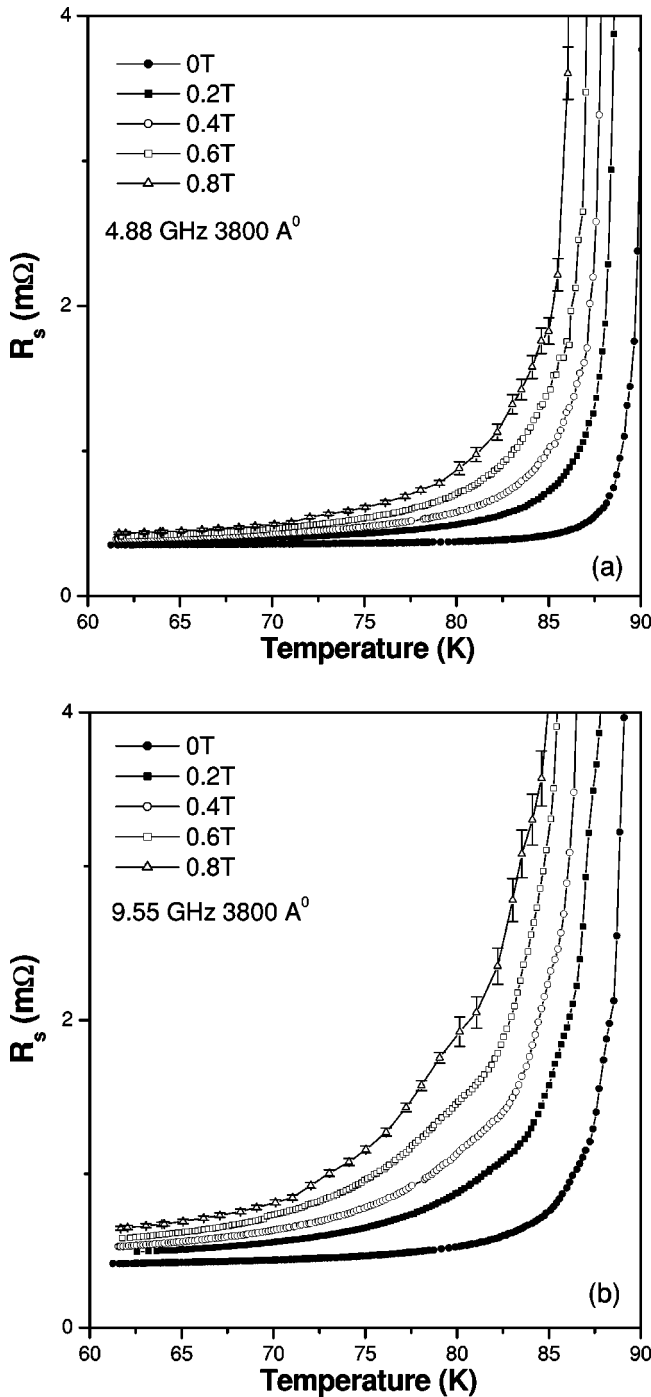 4
0T
0.2T
0.4T
0.6T
0.8T
4.88 GHz 3800 A⁰
2
0
Rₛ (mΩ)
(a)
60 65 70 75 80 85 90
Temperature (K)
4
0T
0.2T
0.4T
0.6T
0.8T
9.55 GHz 3800 A⁰
2
0
Rₛ (mΩ)
(b)
60 65 70 75 80 85 90
Temperature (K)